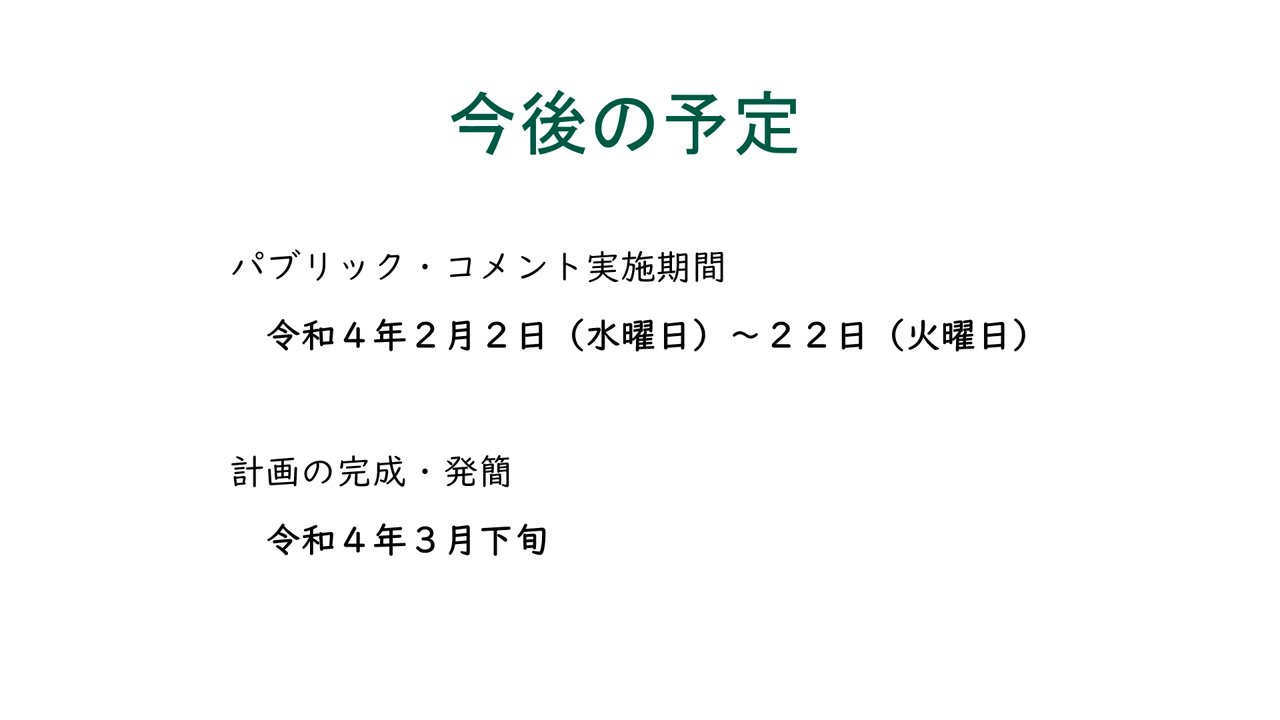 今後の予定
パブリック・コメント実施期間
令和４年２月２日（水曜日）～２２日（火曜日）
計画の完成・発簡
令和４年３月下旬